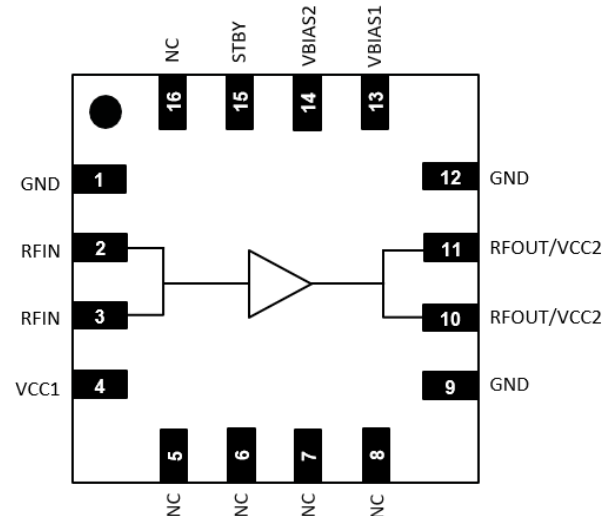 NC
STBY
VBIAS2
VBIAS1
16
15
14
13
GND 1
12 GND
RFIN 2
11 RFOUT/VCC2
RFIN 3
10 RFOUT/VCC2
VCC1 4
9 GND
5
6
7
8
NC
NC
NC
NC